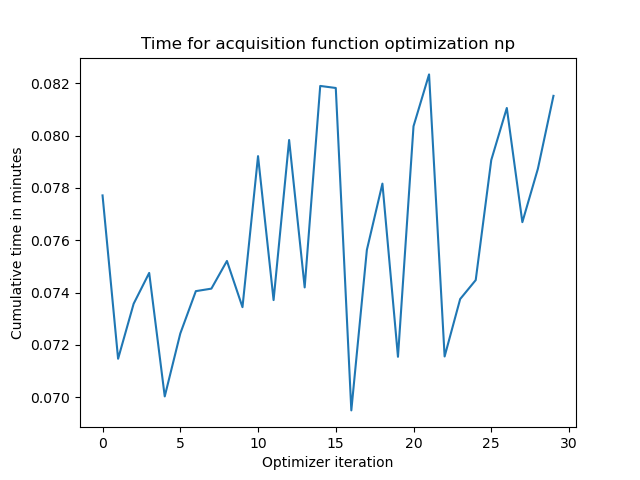 Time for acquisition function optimization np
Cumulative time in minutes
0.082
0.080
0.078
0.076
0.074
0.072
0.070
0 5 10 15 20 25 30
Optimizer iteration